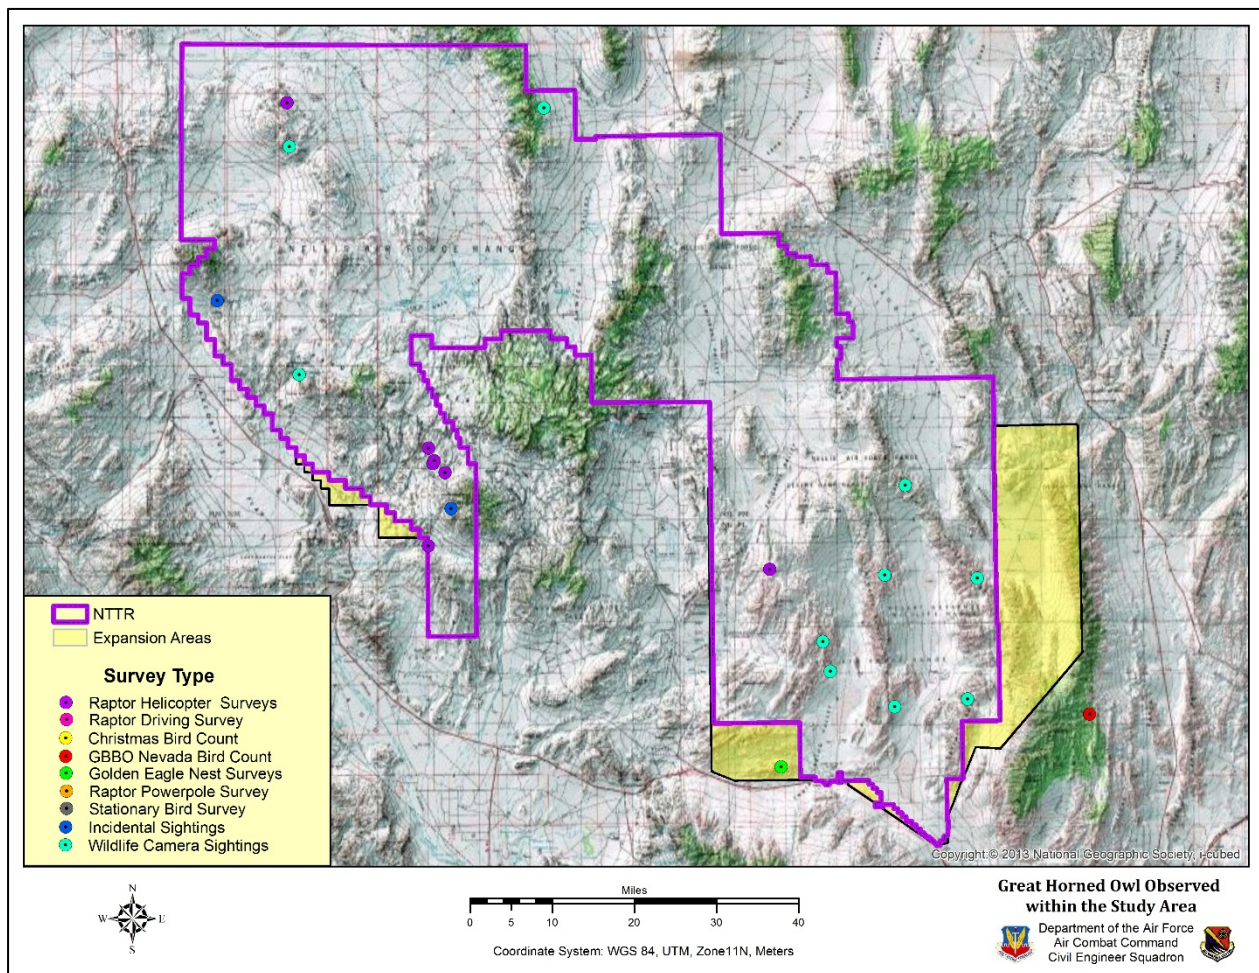 NELLIS AIR FORCE RANGE
NELLIS AIR FORCE RANGE
NTTR
Expansion Areas
Survey Type
Raptor Helicopter Surveys
Raptor Driving Survey
Christmas Bird Count
GBBO Nevada Bird Count
Golden Eagle Nest Surveys
Raptor Powerpole Survey
Stationary Bird Survey
Incidental Sightings
Wildlife Camera Sightings
Copyright:© 2013 National Geographic Society, i-cubed
N
W E
S
Miles
0 5 10 20 30 40
Coordinate System: WGS 84, UTM, Zone11N, Meters
Great Horned Owl Observed
within the Study Area
Department of the Air Force
Air Combat Command
Civil Engineer Squadron